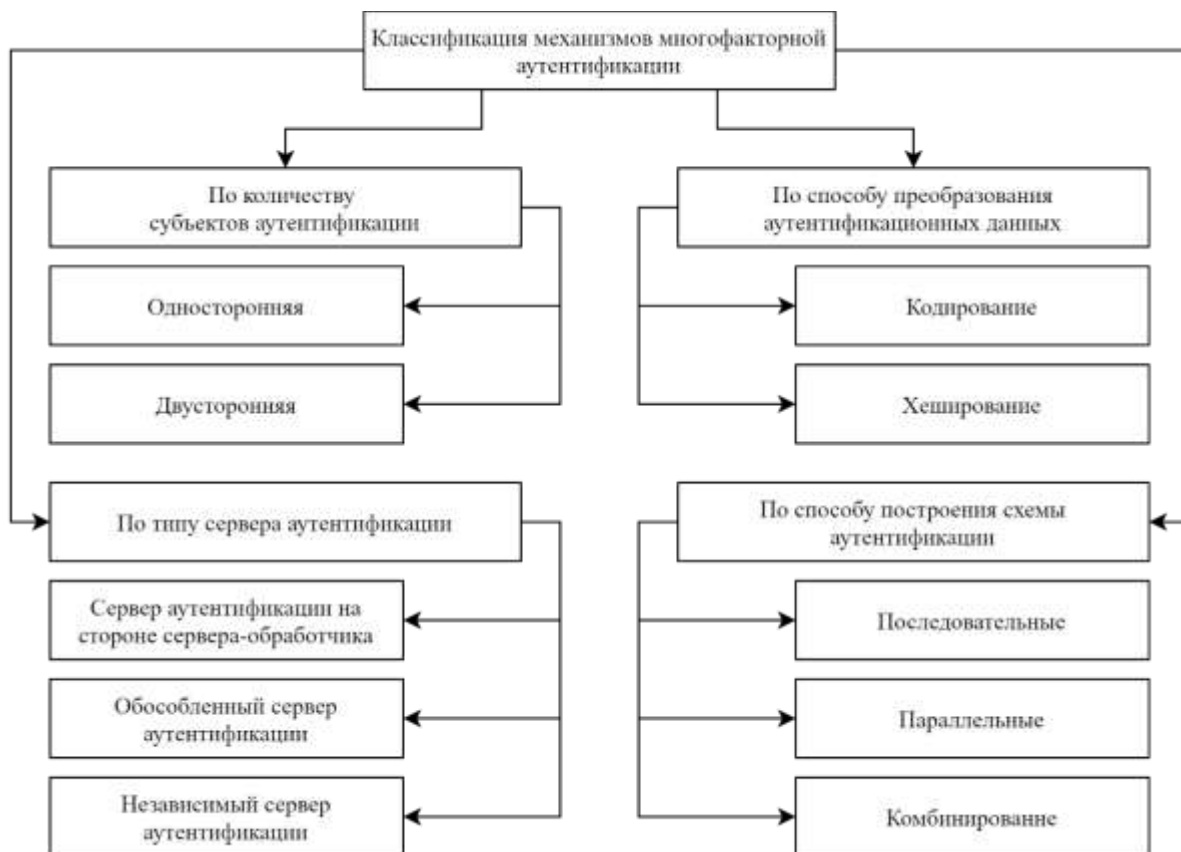 Классификация механизмов многофакторной
аутентификации
По количеству
субъектов аутентификации
Односторонняя
Двусторонняя
По способу преобразования
аутентификационных данных
Кодирование
Хеширование
По типу сервера аутентификации
Сервер аутентификации на
стороне сервера-обработчика
Обособленный сервер
аутентификации
Независимый сервер
аутентификации
По способу построения схемы
аутентификации
Последовательные
Параллельные
Комбинированне